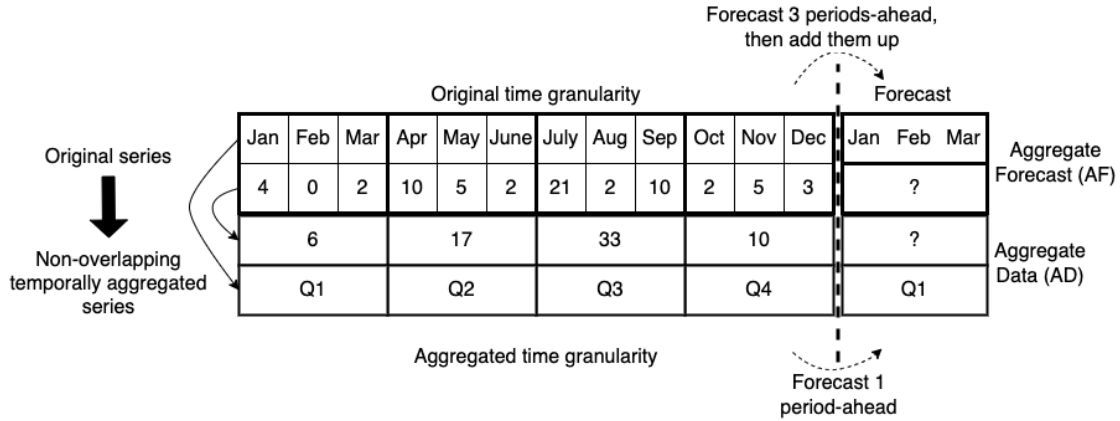 Forecast 3 periods-ahead,
then add them up
Original time granularity
Forecast
Original series
Jan Feb Mar Apr May June July Aug Sep Oct Nov Dec Jan Feb Mar
4 0 2 10 5 2 21 2 10 2 5 3 ?
Aggregate
Forecast (AF)
Non-overlapping
temporally aggregated
series
6 17 33 10 ?
Q1 Q2 Q3 Q4 Q1
Aggregate
Data (AD)
Aggregated time granularity
Forecast 1
period-ahead